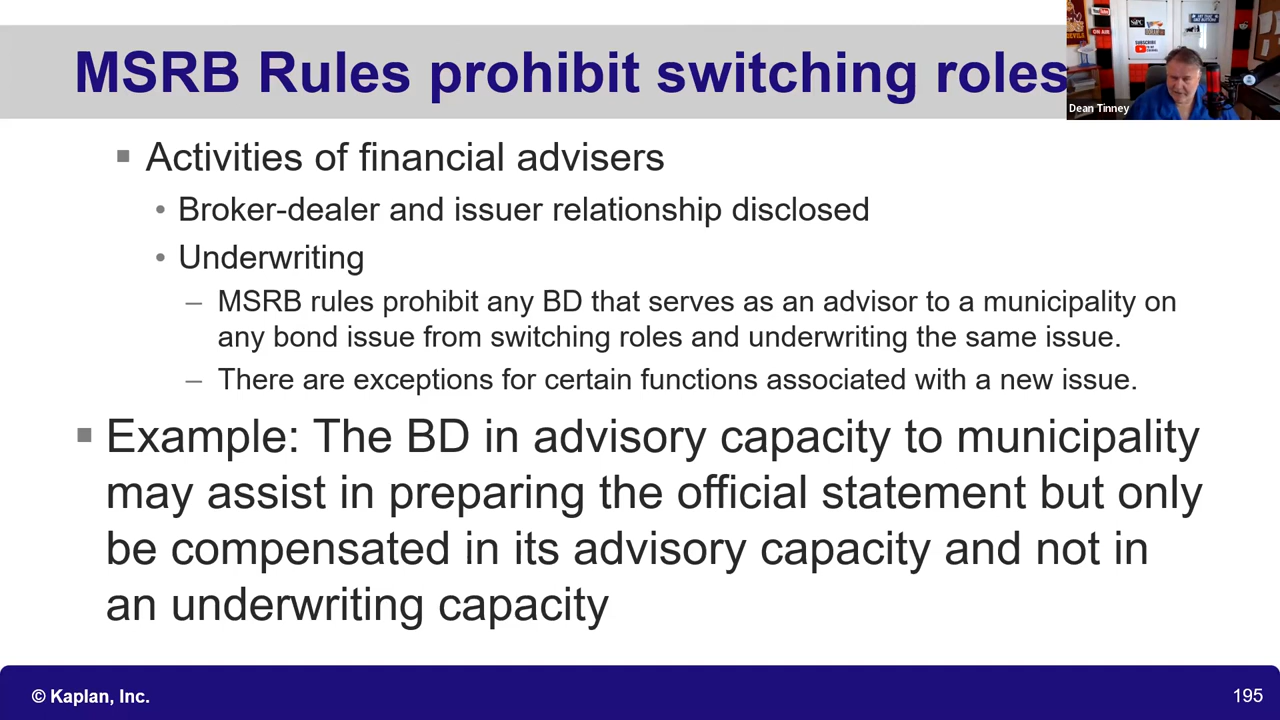 MSRB Rules prohibit switching roles
Dean Tinney
SIPC
ON AIR
SUBSCRIBE
Activities of financial advisers
Broker-dealer and issuer relationship disclosed
Underwriting
– MSRB rules prohibit any BD that serves as an advisor to a municipality on
any bond issue from switching roles and underwriting the same issue.
– There are exceptions for certain functions associated with a new issue.
Example: The BD in advisory capacity to municipality
may assist in preparing the official statement but only
be compensated in its advisory capacity and not in
an underwriting capacity
© Kaplan, Inc.
195